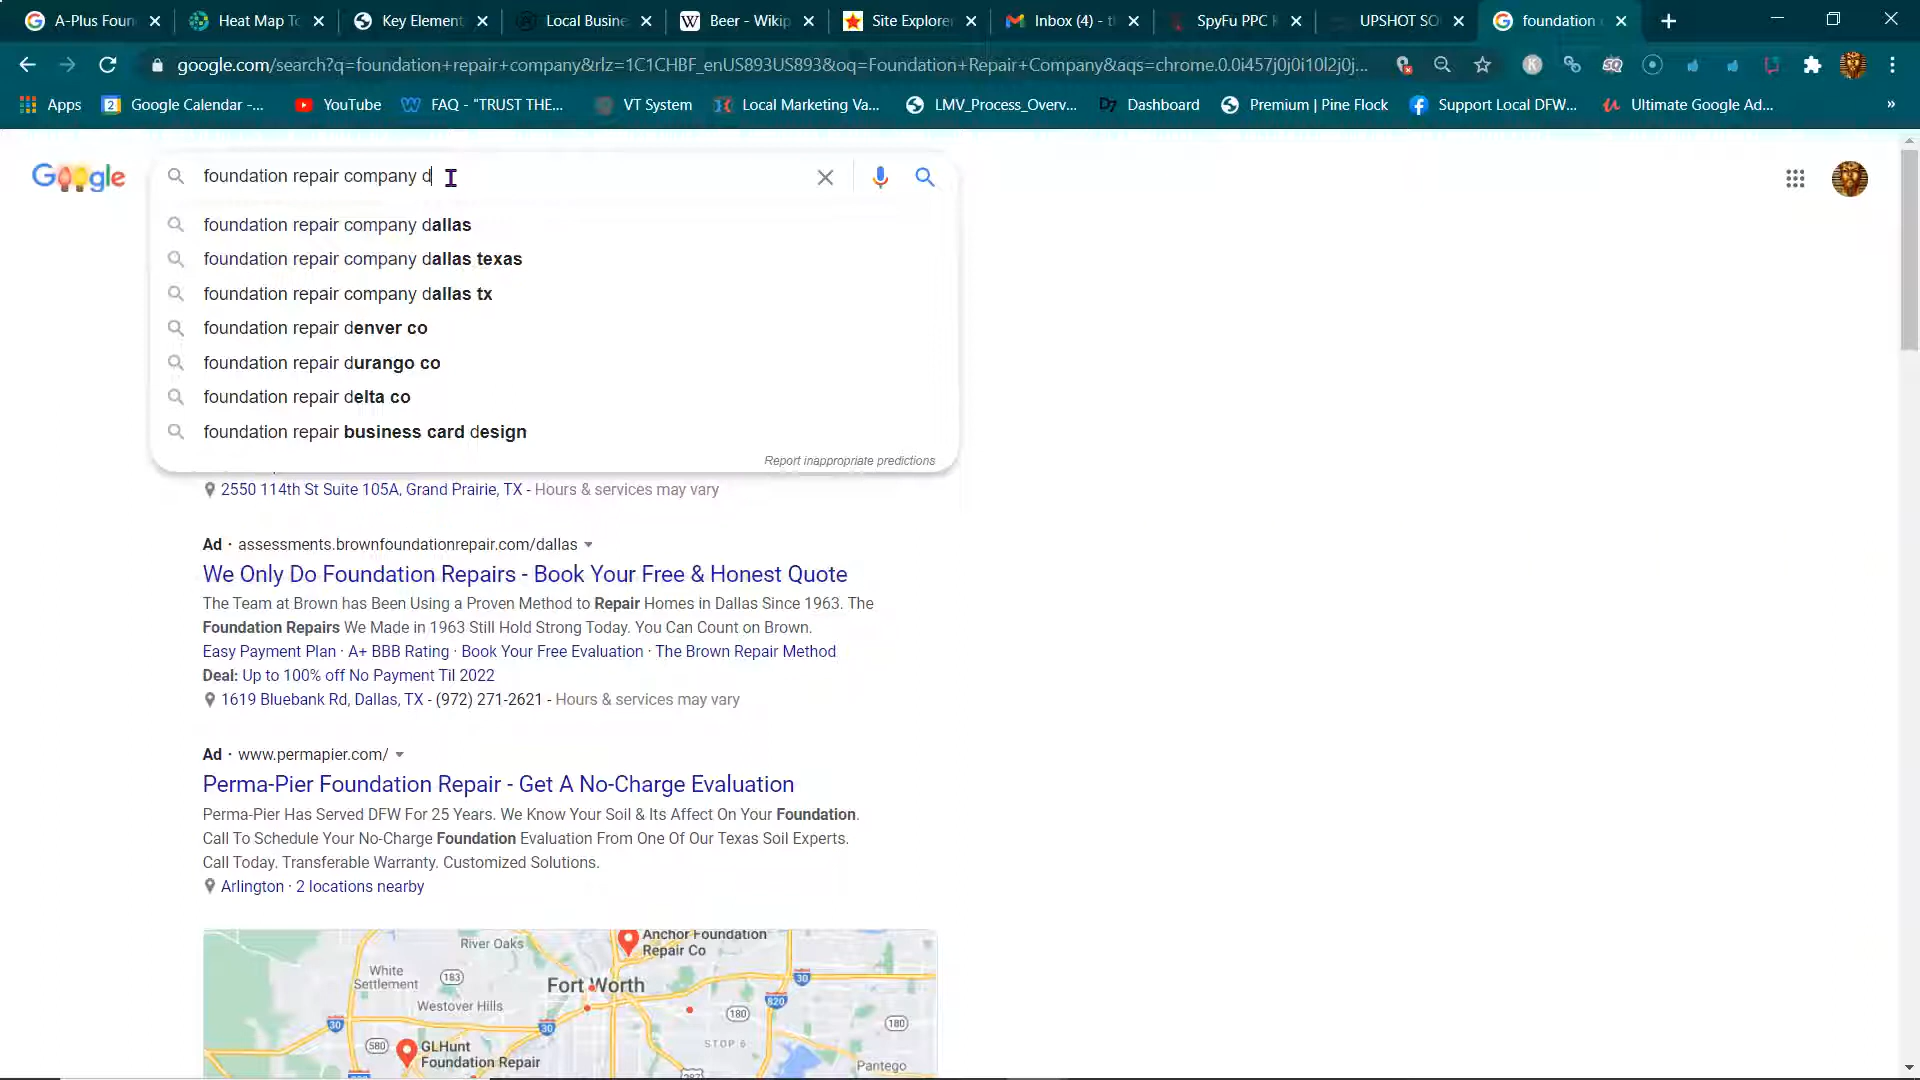 A-Plus Foun
Heat Map To
Key Element
Local Busine
Beer - Wikip
Site Explorer
Inbox (4) - t
SpyFu PPC
UPSHOT SO
foundation
google.com/search?q=foundation+repair+company&rlz=1C1CHBF_enUS893US893&oq=Foundation+Repair+Company&aqs=chrome.0.0i457j0j0i10l2j0j...
Apps
Google Calendar -...
YouTube
FAQ - "TRUST THE...
VT System
Local Marketing Va...
LMV_Process_Overv...
Dashboard
Premium | Pine Flock
Support Local DFW...
Ultimate Google Ad...
»
Google
foundation repair company d
foundation repair company dallas
foundation repair company dallas texas
foundation repair company dallas tx
foundation repair denver co
foundation repair durango co
foundation repair delta co
foundation repair business card design
Report inappropriate predictions
2550 114th St Suite 105A, Grand Prairie, TX - Hours & services may vary
Ad · assessments.brownfoundationrepair.com/dallas
We Only Do Foundation Repairs - Book Your Free & Honest Quote
The Team at Brown has Been Using a Proven Method to Repair Homes in Dallas Since 1963. The
Foundation Repairs We Made in 1963 Still Hold Strong Today. You Can Count on Brown.
Easy Payment Plan · A+ BBB Rating · Book Your Free Evaluation · The Brown Repair Method
Deal: Up to 100% off No Payment Til 2022
1619 Bluebank Rd, Dallas, TX - (972) 271-2621 - Hours & services may vary
Ad · www.permapier.com/
Perma-Pier Foundation Repair - Get A No-Charge Evaluation
Perma-Pier Has Served DFW For 25 Years. We Know Your Soil & Its Affect On Your Foundation.
Call To Schedule Your No-Charge Foundation Evaluation From One Of Our Texas Soil Experts.
Call Today. Transferable Warranty. Customized Solutions.
Arlington · 2 locations nearby
River Oaks
Anchor Foundation
Repair Co
White
Settlement
183
30
Fort Worth
820
Westover Hills
180
180
30
30
STOP 6
580
GLHunt
Foundation Repair
Pantego